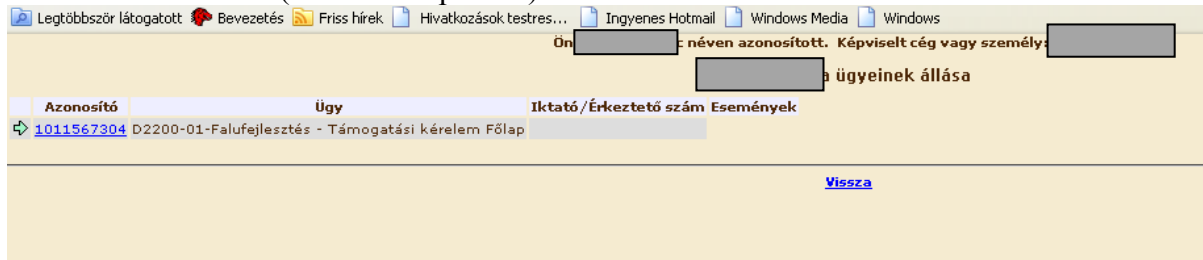 Legtöbbször látogatott Bevezetés Friss hírek Hivatkozások testres... Ingyenes Hotmail Windows Media Windows
Ön néven azonosított. Képviselt cég vagy személy:
a ügyeinek állása
Azonosító Ügy Iktató/Érkeztető szám Események
1011567304 D2200-01-Falufejlesztés - Támogatási kérelem Főlap
Vissza